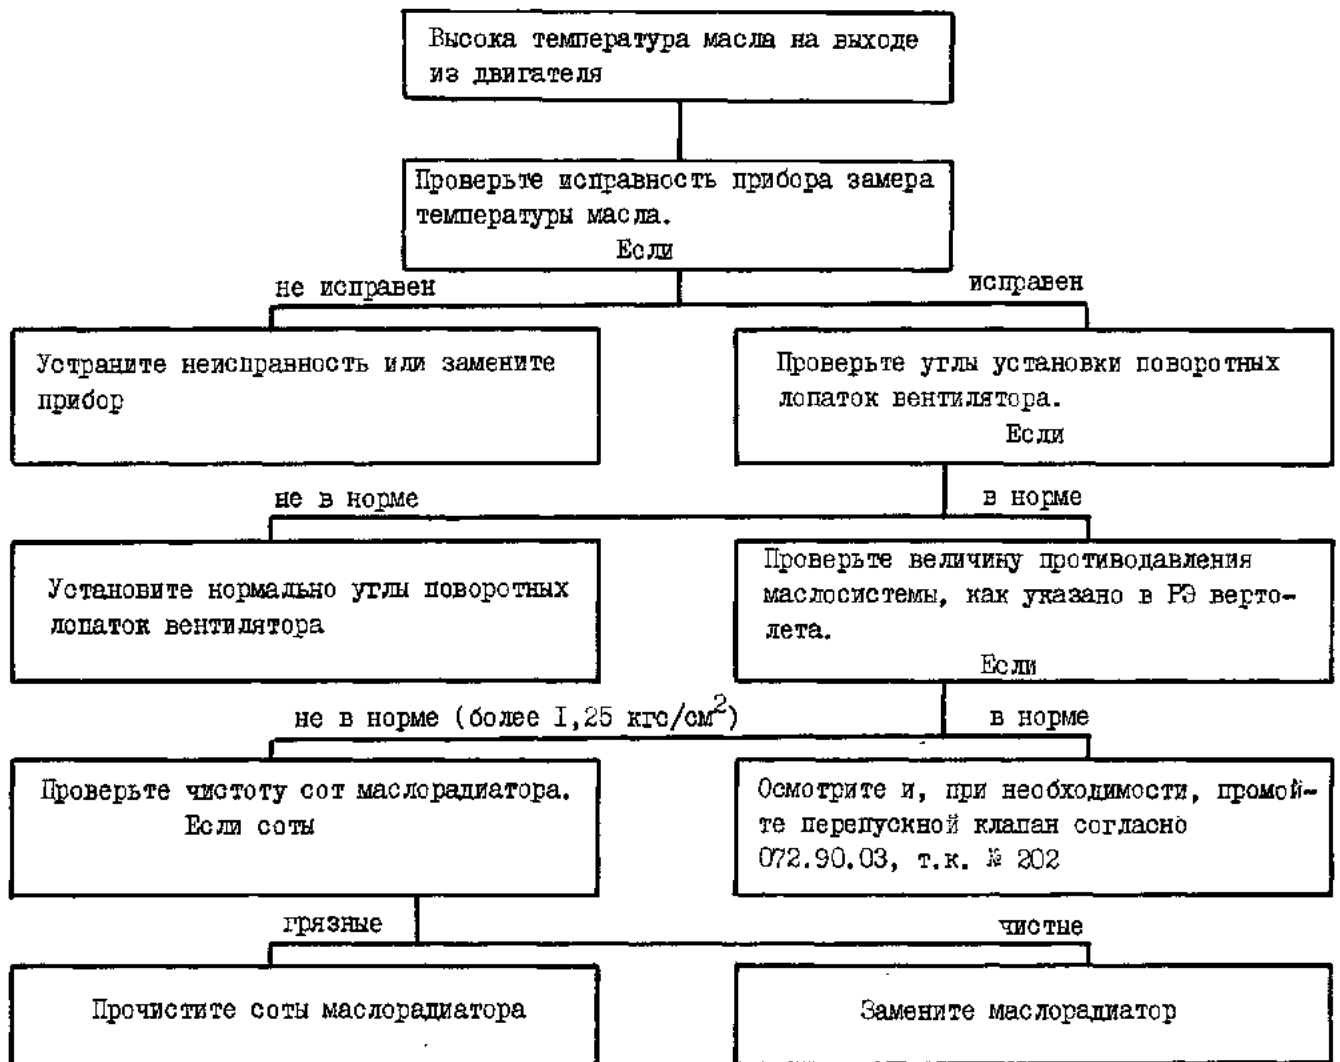 Высока температура масла на выходе
из двигателя
Проверьте исправность прибора замера
температуры масла.
Если
не исправен
исправен
Устраните неисправность или замените
прибор
Проверьте углы установки поворотных
лопаток вентилятора.
Если
не в норме
в норме
Установите нормально углы поворотных
лопаток вентилятора
Проверьте величину противодавления
маслосистемы, как указано в РЭ верто-
лета.
Если
не в норме (более I,25 кгс/см²)
в норме
Проверьте чистоту сот маслорадиатора.
Если соты
Осмотрите и, при необходимости, промой-
те перепускной клапан согласно
072.90.03, т.к. № 202
грязные
чистые
Прочистите соты маслорадиатора
Замените маслорадиатор